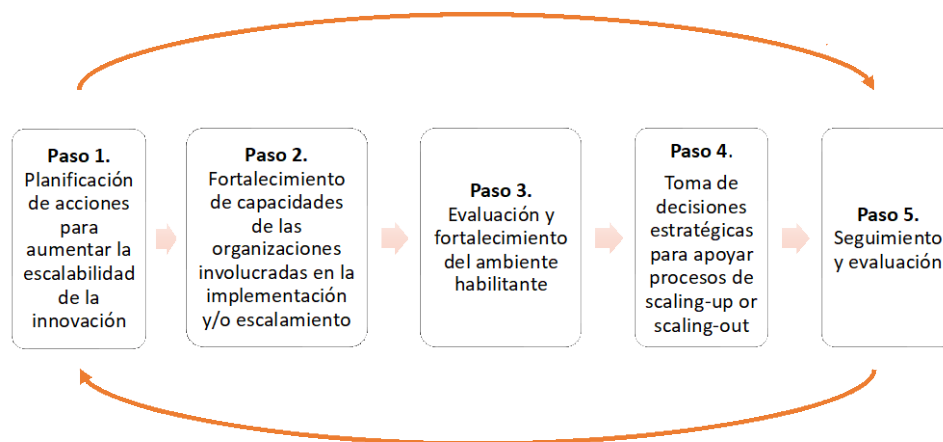 Paso 1.
Planificación
de acciones
para
aumentar la
escalabilidad
de la
innovación
Paso 2.
Fortalecimiento
de capacidades
de las
organizaciones
involucradas en la
implementación
y/o escalamiento
Paso 3.
Evaluación y
fortalecimiento
del ambiente
habilitante
Paso 4.
Toma de
decisiones
estratégicas
para apoyar
procesos de
scaling-up or
scaling-out
Paso 5.
Seguimiento
y evaluación